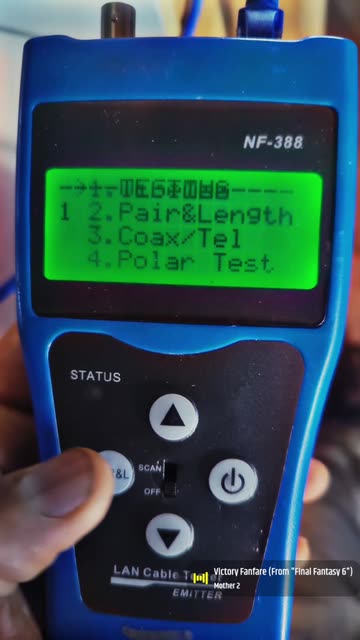 NF-388
1 2.Pair&Length
3.Coax/Tel
4.Polar Test
STATUS
&L
SCAN
OFF
LAN Cable
EMITTER
Victory Fanfare (From "Final Fantasy 6")
Mother 2